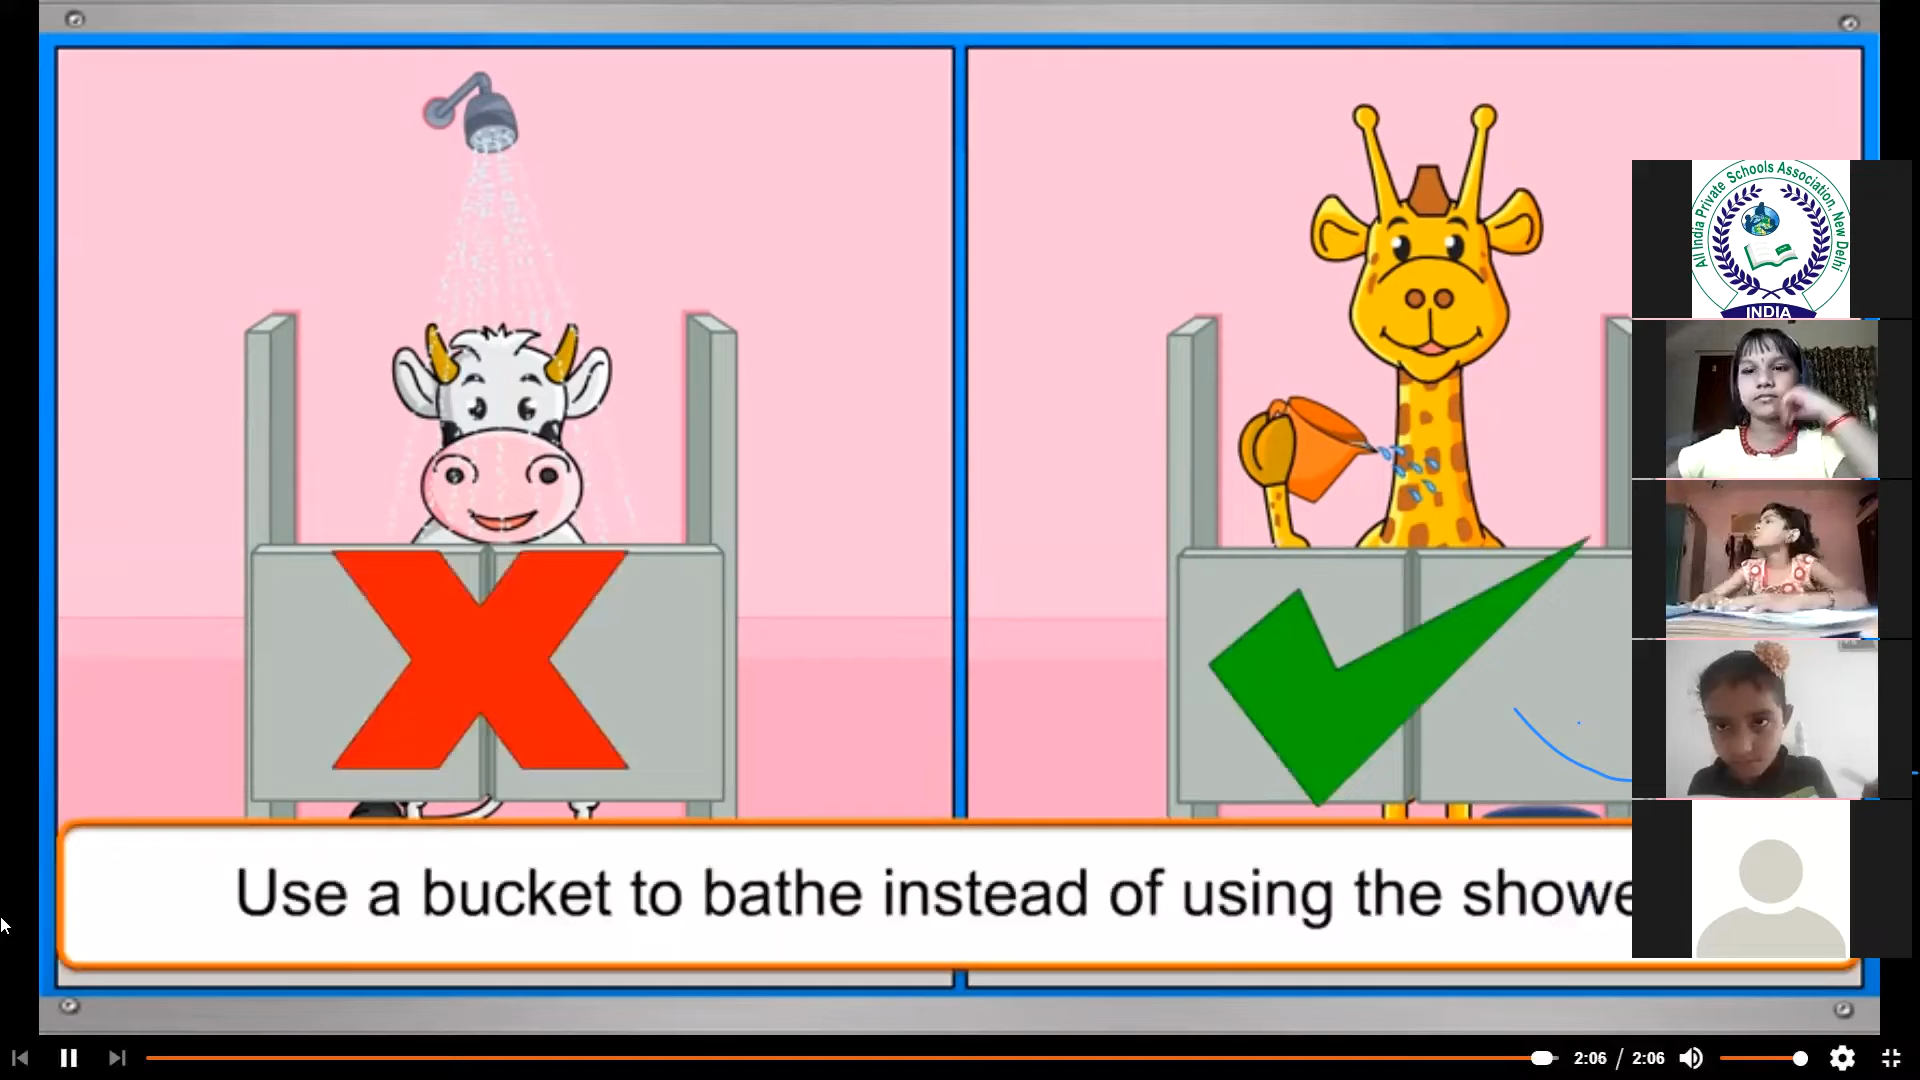 All India Private Schools Association, New Delhi
INDIA
X
Use a bucket to bathe instead of using the showe
2:06 / 2:06